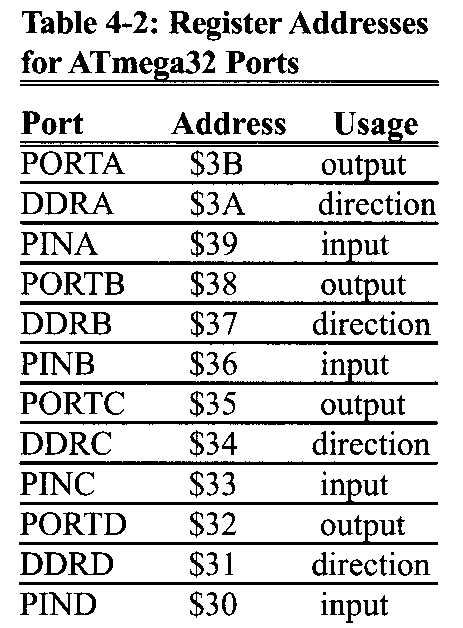 Table 4-2: Register Addresses
for ATmega32 Ports
Port Address Usage
PORTA $3B output
DDRA $3A direction
PINA $39 input
PORTB $38 output
DDRB $37 direction
PINB $36 input
PORTC $35 output
DDRC $34 direction
PINC $33 input
PORTD $32 output
DDRD $31 direction
PIND $30 input